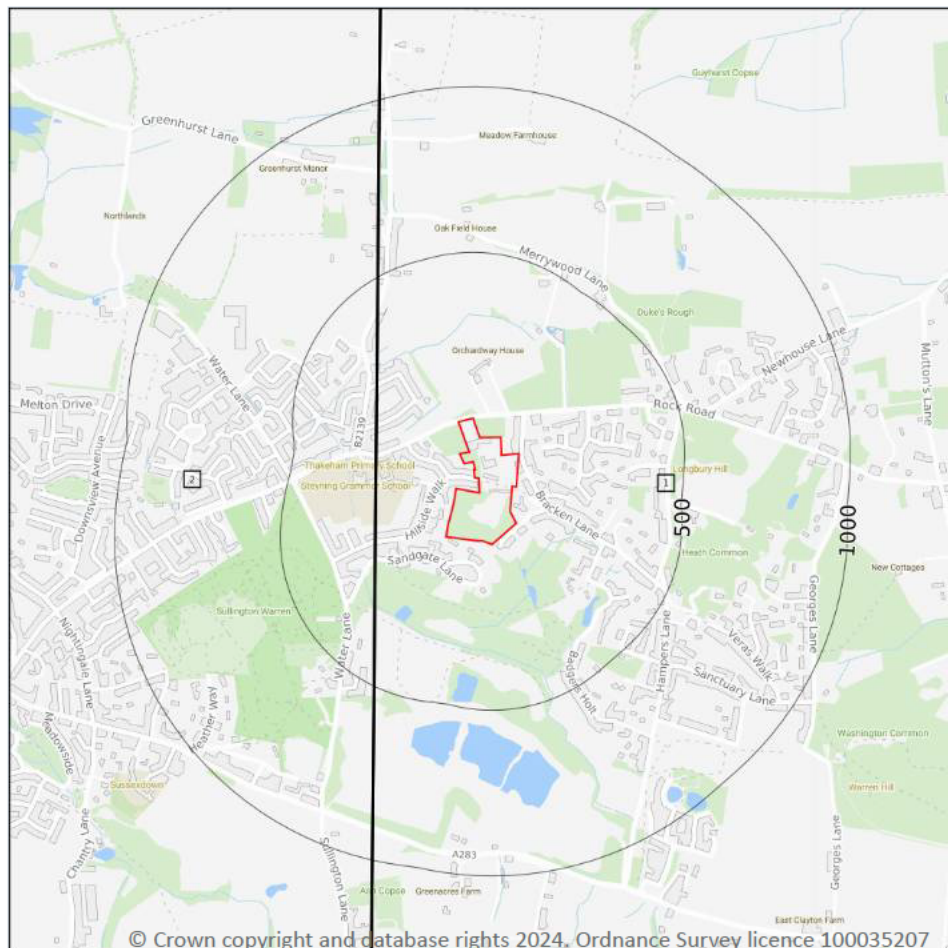 Guyhurst Copse
Greenhurst Lane
Meadow Farmhouse
Greenhurst Manor
Northlands
Oak Field House
Merrywood Lane
Duke's Rough
Newhouse Lane
Mutton's Lane
Orchardway House
Water Lane
Melton Drive
B2139
Rock Road
Downsview Avenue
Thakeham Primary School
Steyning Grammar School
Longbury Hill
2
1
Hillside Walk
Bracken Lane
500
1000
Sandgate Lane
Heath Common
New Cottages
Georges Lane
Sullington Warren
Nightingale Lane
Water Lane
Hampers Lane
Veras Walk
Badgers Holt
Sanctuary Lane
Heather Way
Meadowside
Washington Common
Sussexdown
Warren Hill
Chantry Lane
Sullington Lane
A283
Georges Lane
Ash Copse
Greenacres Farm
East Clayton Farm
© Crown copyright and database rights 2024. Ordnance Survey licence 100035207